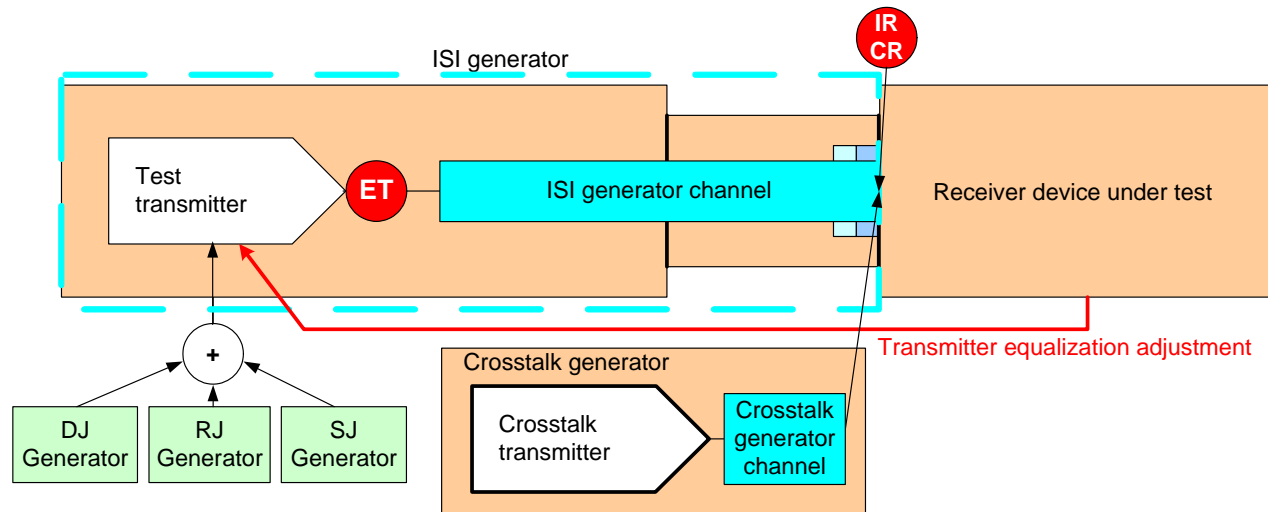 ISI generator
IR
CR
Test
transmitter
ET
ISI generator channel
Receiver device under test
Transmitter equalization adjustment
+
DJ
Generator
RJ
Generator
SJ
Generator
Crosstalk generator
Crosstalk
transmitter
Crosstalk
generator
channel